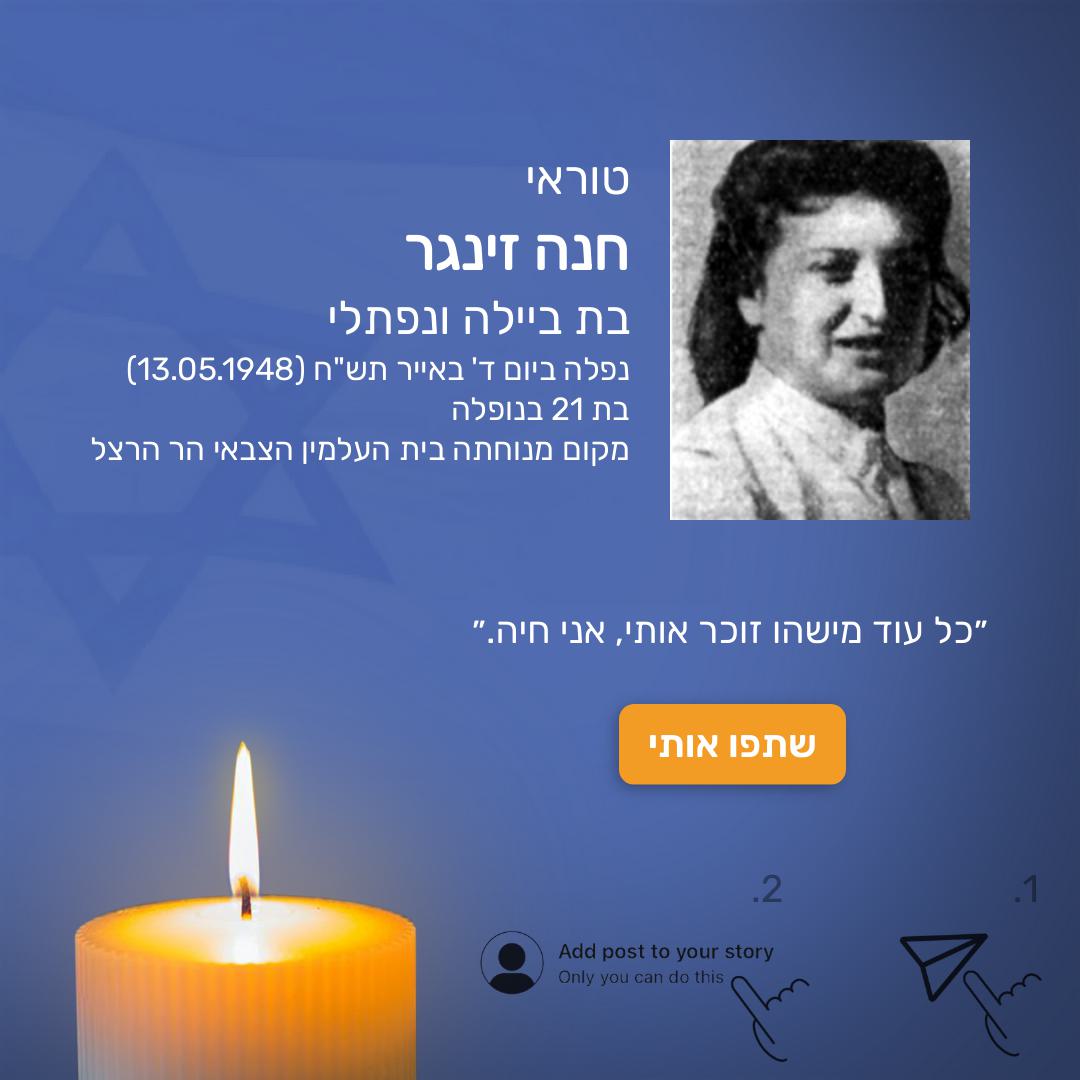 טוראי
חנה זינגר
בת ביילה ונפתלי
נפלה ביום ד' באייר תש"ח (13.05.1948)
בת 21 בנופלה
מקום מנוחתה בית העלמין הצבאי הר הרצל
״כל עוד מישהו זוכר אותי, אני חיה.״
שתפו אותי
1.
2.
Add post to your story
Only you can do this